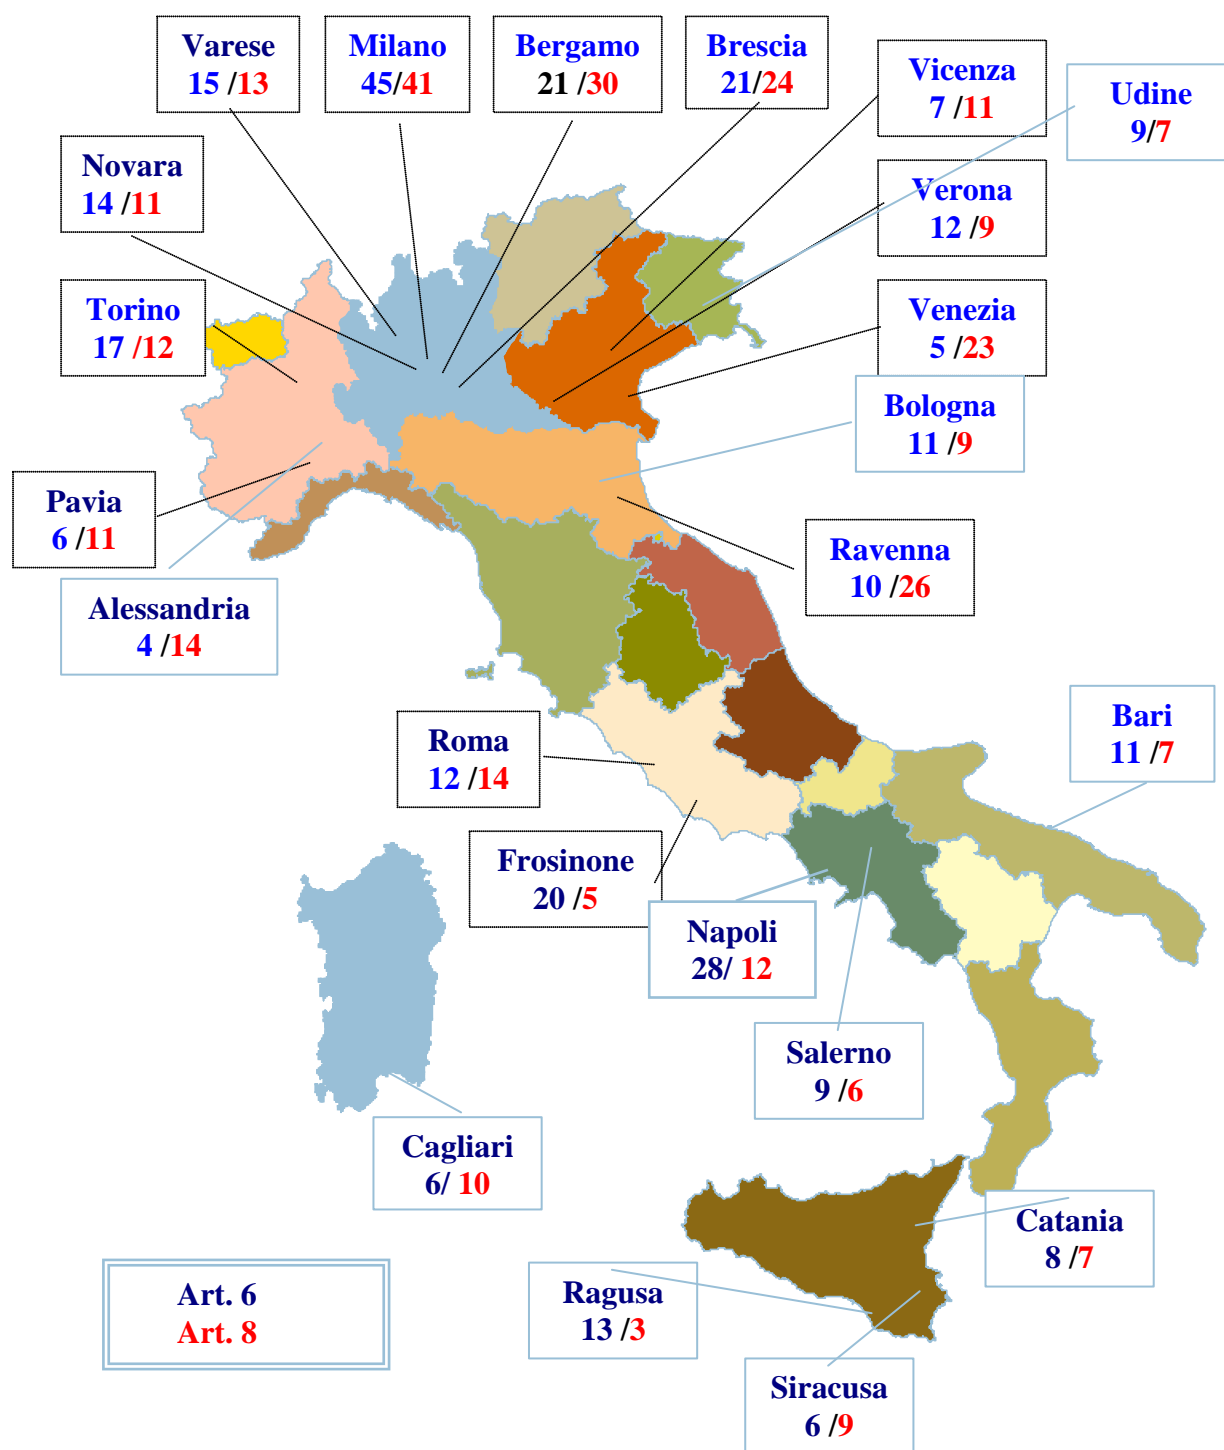 Varese
15 /13
Milano
45/41
Bergamo
21 /30
Brescia
21/24
Vicenza
7 /11
Udine
9/7
Novara
14 /11
Verona
12 /9
Torino
17 /12
Venezia
5 /23
Bologna
11 /9
Pavia
6 /11
Ravenna
10 /26
Alessandria
4 /14
Roma
12 /14
Bari
11 /7
Frosinone
20 /5
Napoli
28/ 12
Salerno
9 /6
Cagliari
6/ 10
Catania
8 /7
Ragusa
13 /3
Siracusa
6 /9
Art. 6
Art. 8